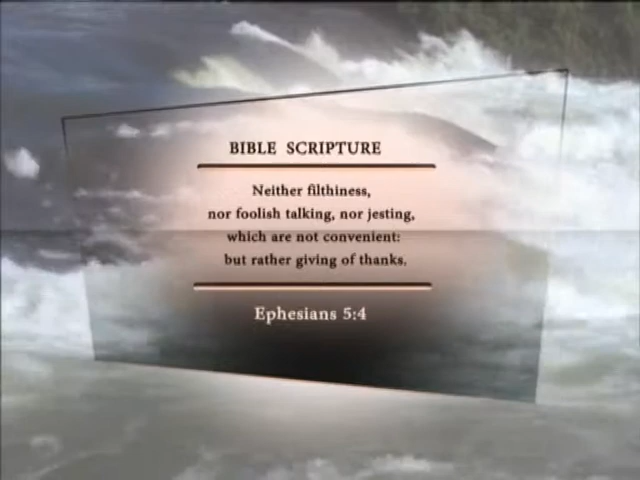 BIBLE SCRIPTURE
Neither filthiness,
nor foolish talking, nor jesting,
which are not convenient:
but rather giving of thanks.
Ephesians 5:4